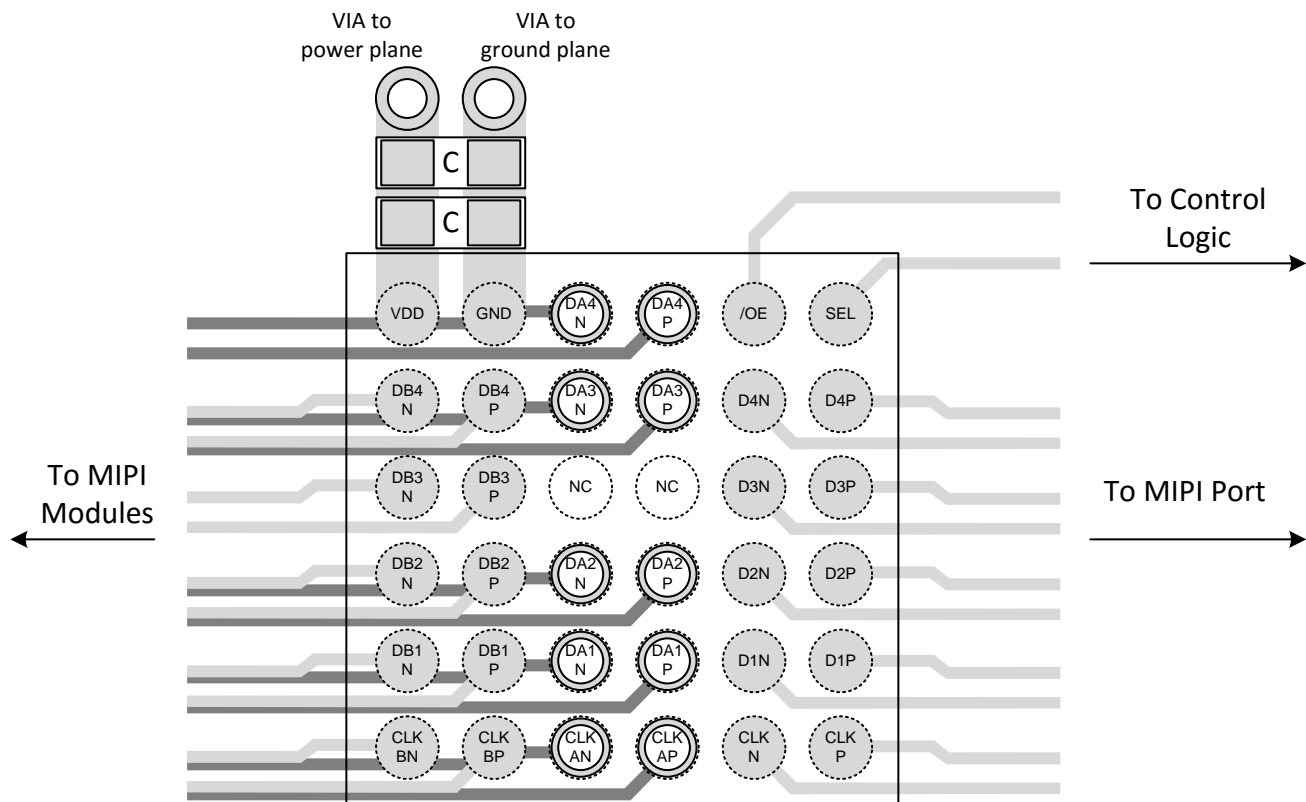 VIA to
power plane
VIA to
ground plane
C
C
To Control
Logic
VDD
GND
DA4
N
DA4
P
/OE
SEL
DB4
N
DB4
P
DA3
N
DA3
P
D4N
D4P
To MIPI
Modules
DB3
N
DB3
P
NC
NC
D3N
D3P
To MIPI Port
DB2
N
DB2
P
DA2
N
DA2
P
D2N
D2P
DB1
N
DB1
P
DA1
N
DA1
P
D1N
D1P
CLK
BN
CLK
BP
CLK
AN
CLK
AP
CLK
N
CLK
P